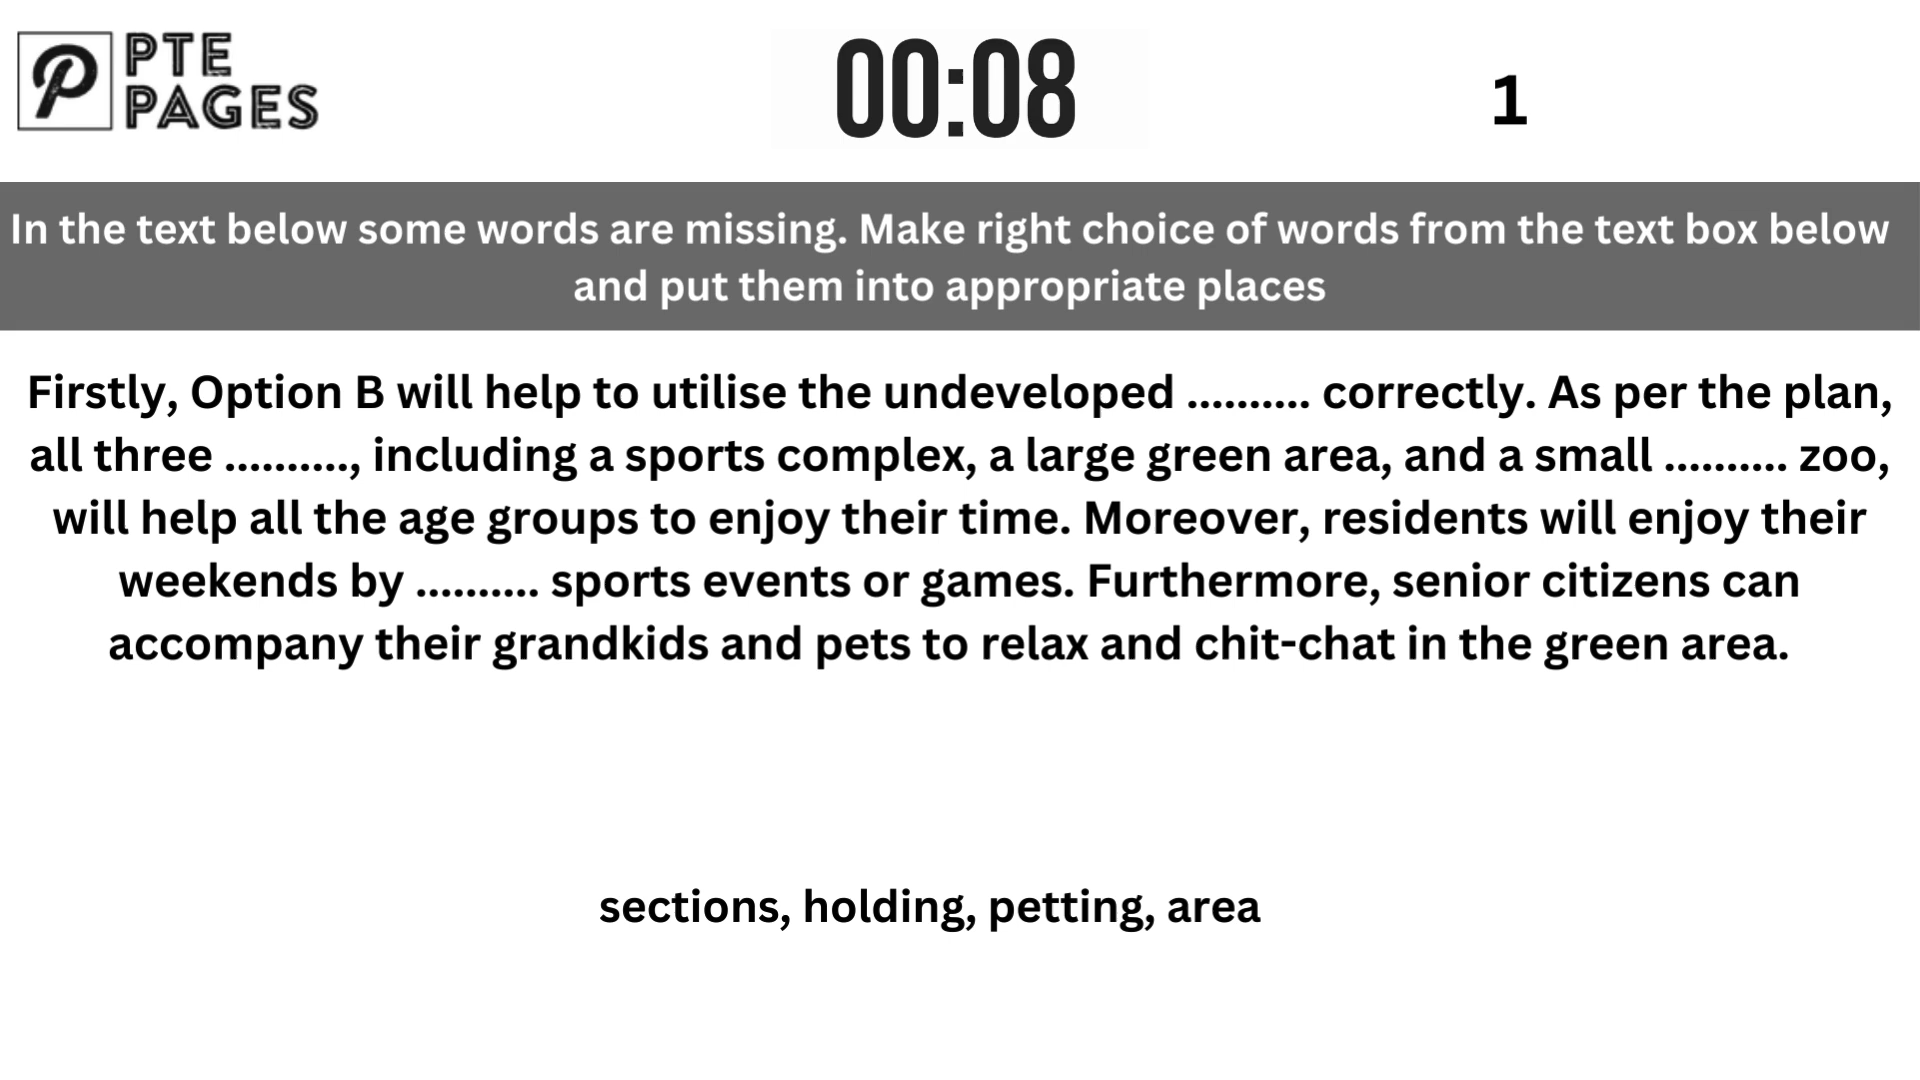 PTE
PAGES
00:08
1
In the text below some words are missing. Make right choice of words from the text box below
and put them into appropriate places
Firstly, Option B will help to utilise the undeveloped .......... correctly. As per the plan,
all three .........., including a sports complex, a large green area, and a small .......... zoo,
will help all the age groups to enjoy their time. Moreover, residents will enjoy their
weekends by .......... sports events or games. Furthermore, senior citizens can
accompany their grandkids and pets to relax and chit-chat in the green area.
sections, holding, petting, area